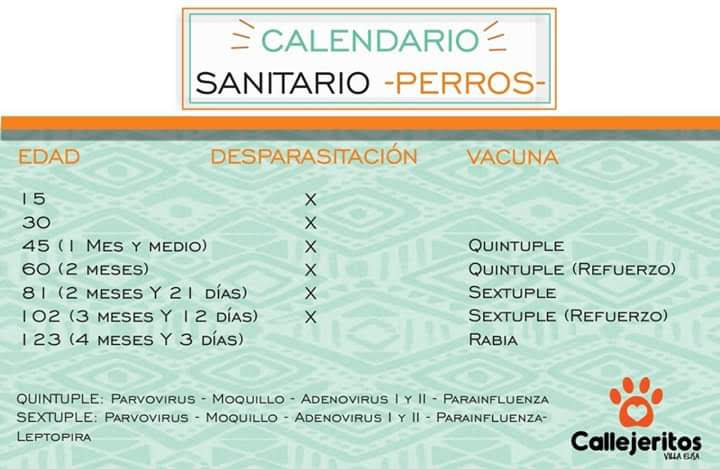 CALENDARIO
SANITARIO -PERROS-
EDAD DESPARASITACIÓN VACUNA
15 X
30 X
45 (1 MES Y MEDIO) X QUINTUPLE
60 (2 MESES) X QUINTUPLE (REFUERZO)
81 (2 MESES Y 21 DÍAS) X SEXTUPLE
102 (3 MESES Y 12 DÍAS) X SEXTUPLE (REFUERZO)
123 (4 MESES Y 3 DÍAS) RABIA
QUINTUPLE: PARVOVIRUS - MOQUILLO - ADENOVIRUS I Y II - PARAINFLUENZA
SEXTUPLE: PARVOVIRUS - MOQUILLO - ADENOVIRUS I Y II - PARAINFLUENZA-
LEPTOPIRA
Callejeritos
VILLA ELISA